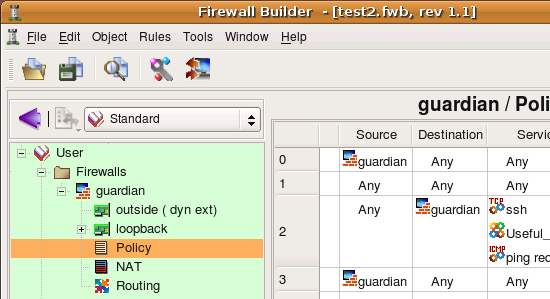 Firewall Builder - [test2.fwb, rev 1.1]
File Edit Object Rules Tools Window Help
Standard
guardian / Poli
Source Destination Servic
User
Firewalls
guardian
outside ( dyn ext)
loopback
Policy
NAT
Routing
0 guardian Any Any
1 Any Any Any
2 Any guardian TCP ssh
Useful_
ICMP ping req
3 guardian Any Any